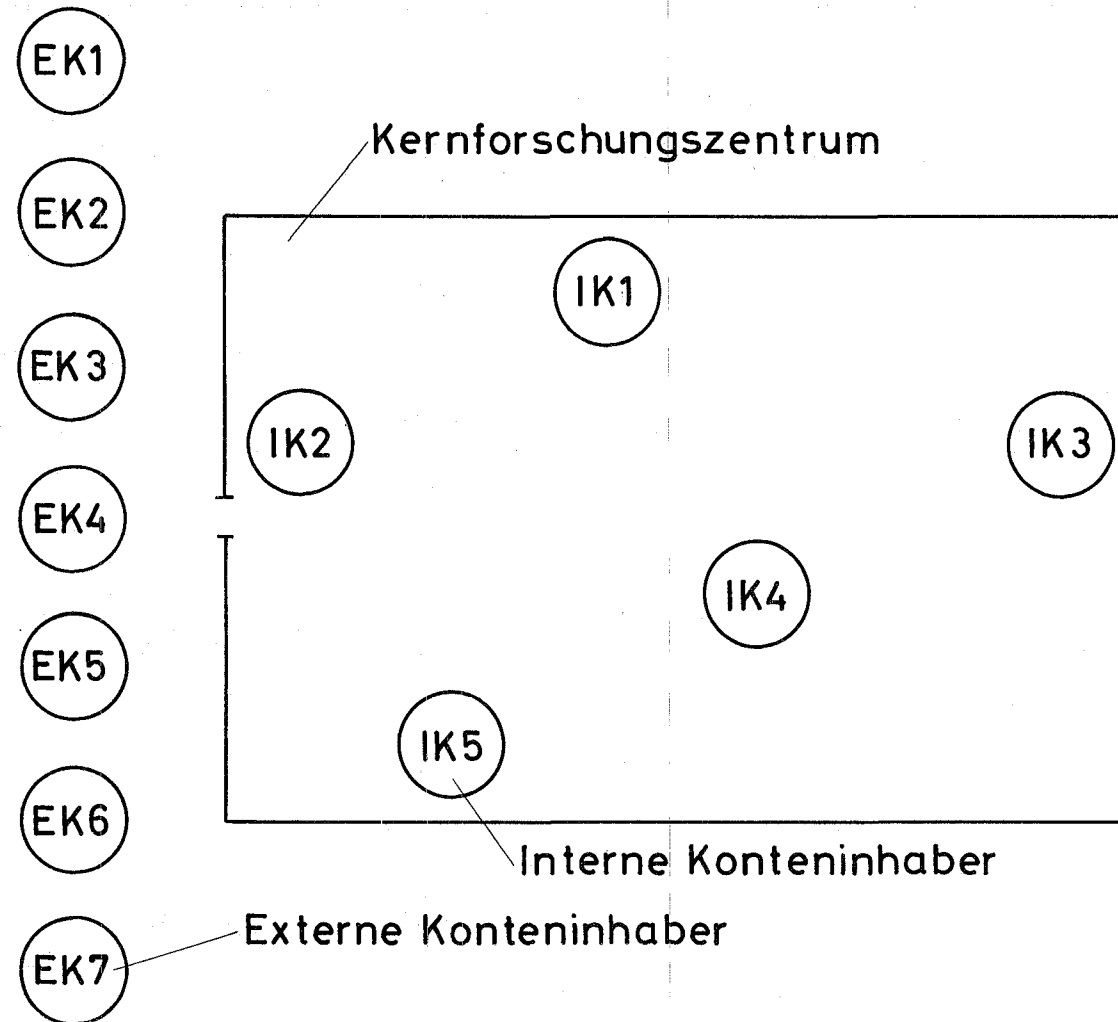 EK1
Kernforschungszentrum
EK2
IK1
EK3
IK2
IK3
EK4
IK4
EK5
IK5
EK6
Interne Konteninhaber
Externe Konteninhaber
EK7